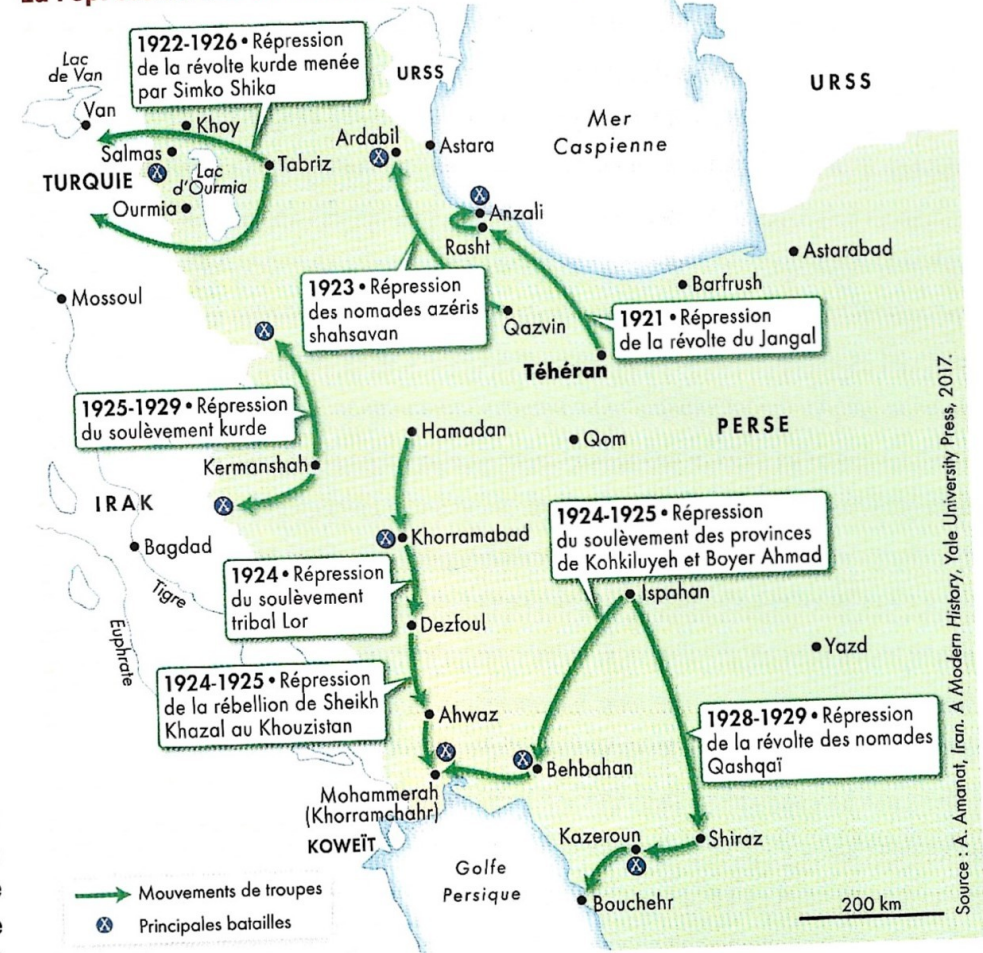 1922-1926 • Répression
de la révolte kurde menée
par Simko Shika
Lac
de Van
Van
Khoy
Salmas
TURQUIE
Lac
d'Ourmia
Ourmia
Tabriz
URSS
Ardabil
Astara
Mer
Caspienne
URSS
Anzali
Rasht
Astarabad
Barfrush
Mossoul
1923 • Répression
des nomades azéris
shahsavan
Qazvin
1921 • Répression
de la révolte du Jangal
Téhéran
1925-1929 • Répression
du soulèvement kurde
Hamadan
Qom
PERSE
Kermanshah
IRAK
Bagdad
Tigre
Euphrate
Khorramabad
1924-1925 • Répression
du soulèvement des provinces
de Kohkiluyeh et Boyer Ahmad
1924 • Répression
du soulèvement
tribal Lor
Dezfoul
Ispahan
Yazd
1924-1925 • Répression
de la rébellion de Sheikh
Khazal au Khouzistan
Ahwaz
1928-1929 • Répression
de la révolte des nomades
Qashqaï
Behbahan
Mohammerah
(Khorramchahr)
KOWEÏT
Kazeroun
Shiraz
Golfe
Persique
Bouchehr
Mouvements de troupes
Principales batailles
200 km
Source : A. Amanat, Iran. A Modern History, Yale University Press, 2017.